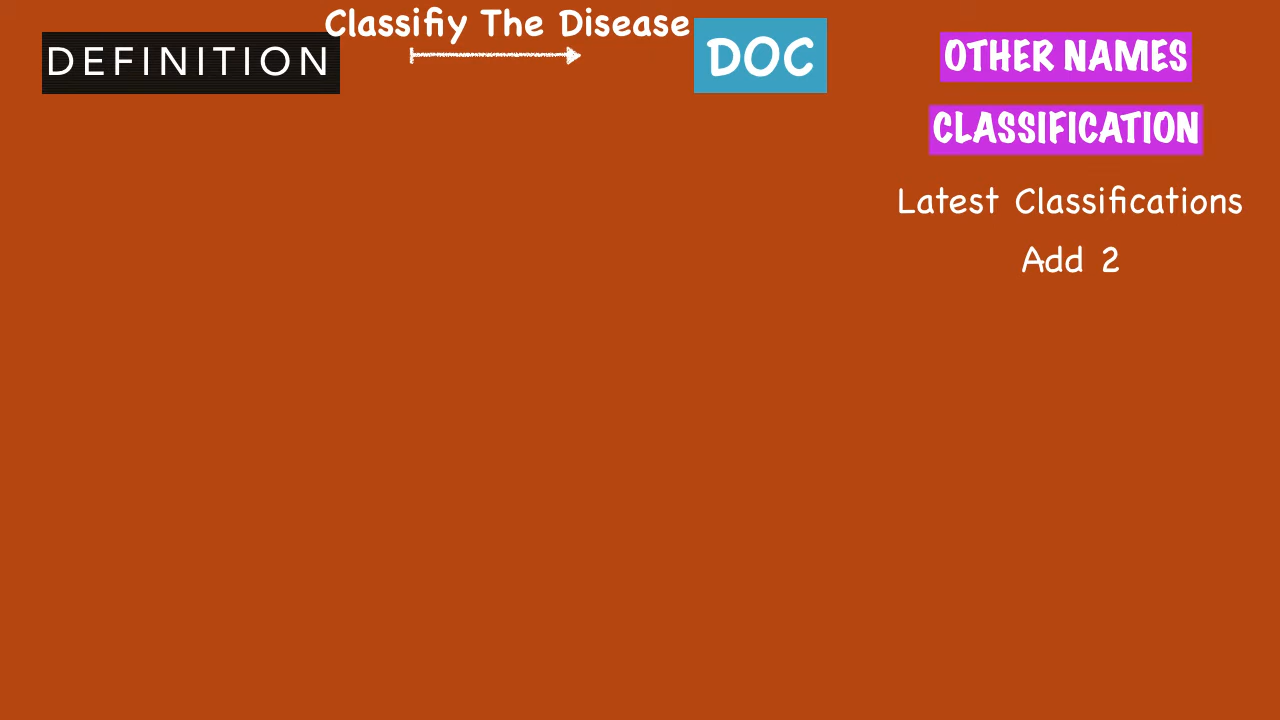 DEFINITION
Classifiy The Disease
DOC
OTHER NAMES
CLASSIFICATION
Latest Classifications
Add 2